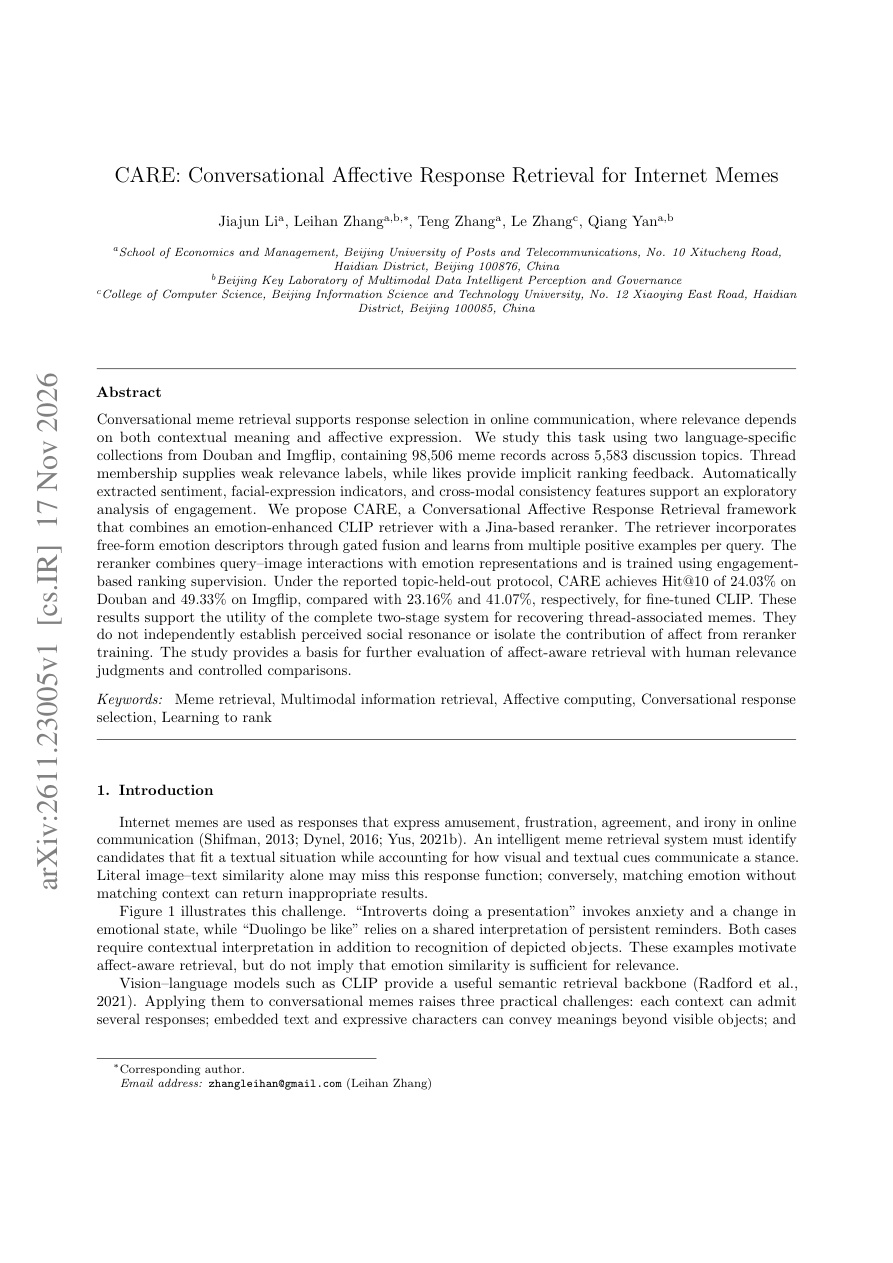 CARE: Conversational Affective Response Retrieval for Internet Memes
Jiajun Liᵃ, Leihan Zhangᵃ,ᵇ,*, Teng Zhangᵃ, Le Zhangᶜ, Qiang Yanᵃ,ᵇ
ᵃSchool of Economics and Management, Beijing University of Posts and Telecommunications, No. 10 Xitucheng Road,
Haidian District, Beijing 100876, China
ᵇBeijing Key Laboratory of Multimodal Data Intelligent Perception and Governance
ᶜCollege of Computer Science, Beijing Information Science and Technology University, No. 12 Xiaoying East Road, Haidian
District, Beijing 100085, China
arXiv:2611.23005v1 [cs.IR] 17 Nov 2026
Abstract
Conversational meme retrieval supports response selection in online communication, where relevance depends
on both contextual meaning and affective expression. We study this task using two language-specific
collections from Douban and Imgflip, containing 98,506 meme records across 5,583 discussion topics. Thread
membership supplies weak relevance labels, while likes provide implicit ranking feedback. Automatically
extracted sentiment, facial-expression indicators, and cross-modal consistency features support an exploratory
analysis of engagement. We propose CARE, a Conversational Affective Response Retrieval framework
that combines an emotion-enhanced CLIP retriever with a Jina-based reranker. The retriever incorporates
free-form emotion descriptors through gated fusion and learns from multiple positive examples per query. The
reranker combines query–image interactions with emotion representations and is trained using engagement-
based ranking supervision. Under the reported topic-held-out protocol, CARE achieves Hit@10 of 24.03% on
Douban and 49.33% on Imgflip, compared with 23.16% and 41.07%, respectively, for fine-tuned CLIP. These
results support the utility of the complete two-stage system for recovering thread-associated memes. They
do not independently establish perceived social resonance or isolate the contribution of affect from reranker
training. The study provides a basis for further evaluation of affect-aware retrieval with human relevance
judgments and controlled comparisons.
Keywords: Meme retrieval, Multimodal information retrieval, Affective computing, Conversational response
selection, Learning to rank
1. Introduction
Internet memes are used as responses that express amusement, frustration, agreement, and irony in online
communication (Shifman, 2013; Dynel, 2016; Yus, 2021b). An intelligent meme retrieval system must identify
candidates that fit a textual situation while accounting for how visual and textual cues communicate a stance.
Literal image–text similarity alone may miss this response function; conversely, matching emotion without
matching context can return inappropriate results.
Figure 1 illustrates this challenge. “Introverts doing a presentation” invokes anxiety and a change in
emotional state, while “Duolingo be like” relies on a shared interpretation of persistent reminders. Both cases
require contextual interpretation in addition to recognition of depicted objects. These examples motivate
affect-aware retrieval, but do not imply that emotion similarity is sufficient for relevance.
Vision–language models such as CLIP provide a useful semantic retrieval backbone (Radford et al.,
2021). Applying them to conversational memes raises three practical challenges: each context can admit
several responses; embedded text and expressive characters can convey meanings beyond visible objects; and
*Corresponding author.
Email address: zhangleihan@gmail.com (Leihan Zhang)